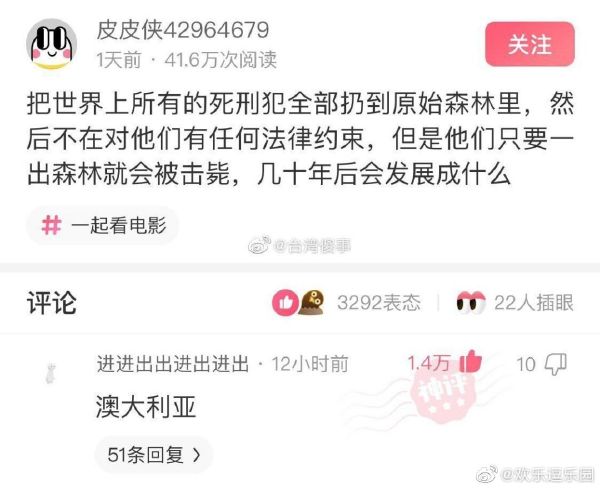 皮皮侠42964679
1天前 · 41.6万次阅读
关注
把世界上所有的死刑犯全部扔到原始森林里，然
后不在对他们有任何法律约束，但是他们只要一
出森林就会被击毙，几十年后会发展成什么
# 一起看电影
@台湾傻事
评论
3292表态
22人插眼
进进出出进出进出 · 12小时前
1.4万
10
神评
澳大利亚
51条回复 >
@欢乐逗乐园